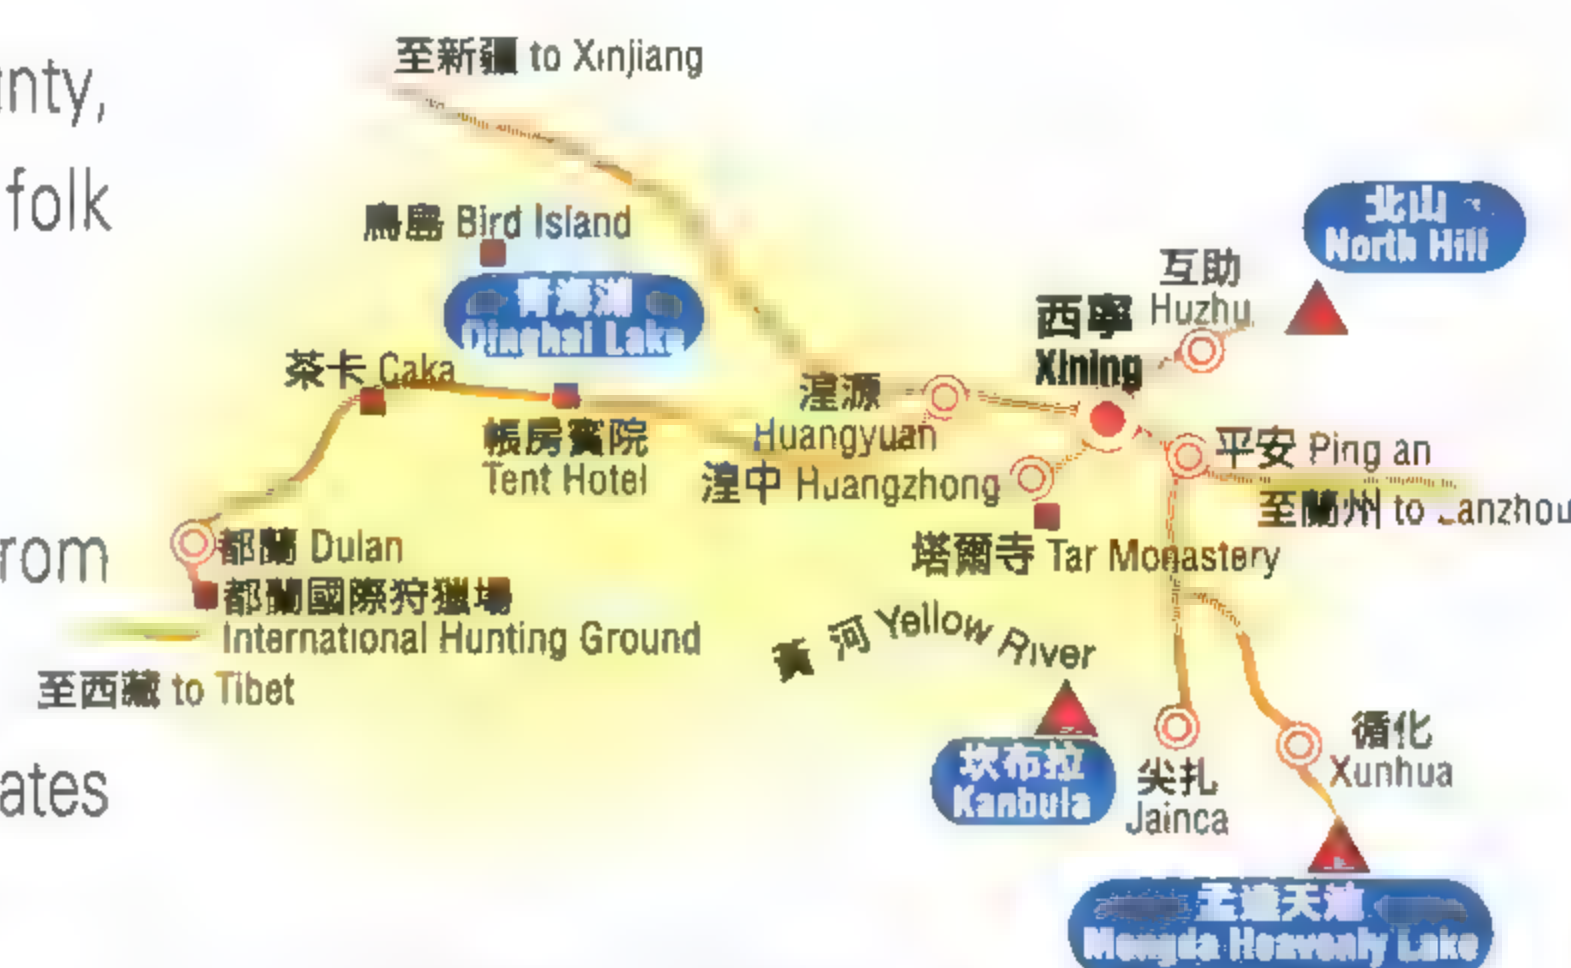 至新疆 to Xinjiang
nty,
folk
鳥島 Bird Island
北山
North Hill
青海湖
Qinghai Lake
互助
Huzhu
西寧
Xining
茶卡 Caka
湟源
Huangyuan
帳房賓院
Tent Hotel
平安 Ping an
湟中 Huangzhong
至蘭州 to Lanzhou
都蘭 Dulan
塔爾寺 Tar Monastery
rom
都蘭國際狩獵場
International Hunting Ground
黃河 Yellow River
至西藏 to Tibet
坎布拉
Kanbula
尖扎
Jainca
循化
Xunhua
ates
孟達天池
Mengda Heavenly Lake